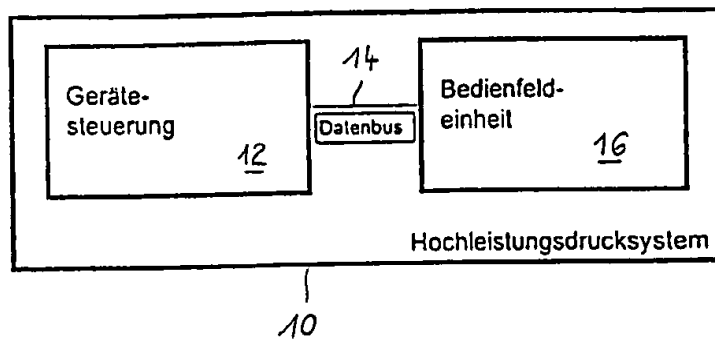 14
Geräte-
steuerung
12
Datenbus
Bedienfeld-
einheit
16
Hochleistungsdrucksystem
10